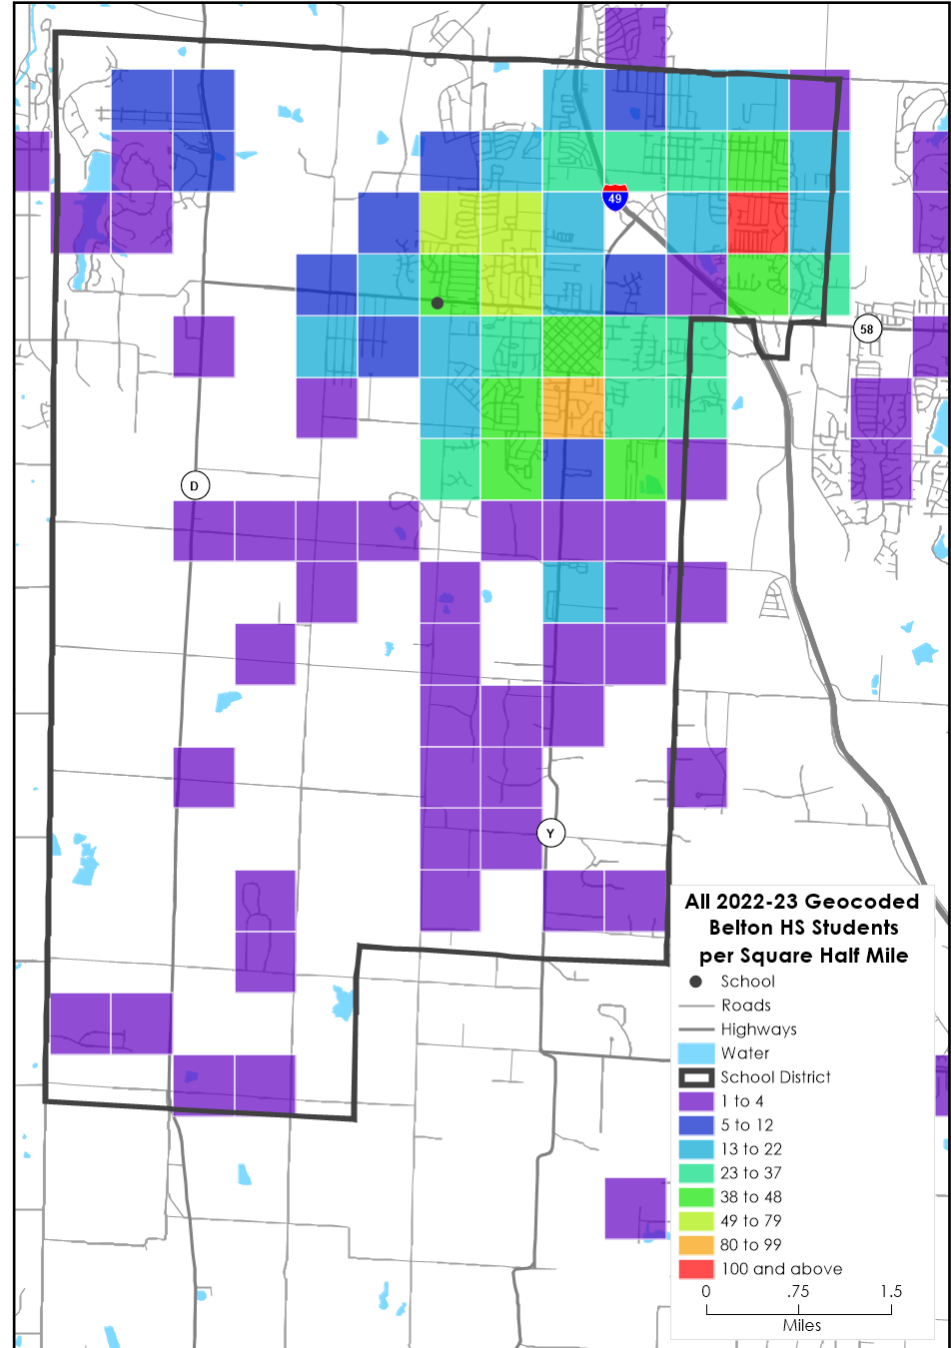 49
58
D
Y
All 2022-23 Geocoded
Belton HS Students
per Square Half Mile
School
Roads
Highways
Water
School District
1 to 4
5 to 12
13 to 22
23 to 37
38 to 48
49 to 79
80 to 99
100 and above
0 .75 1.5
Miles